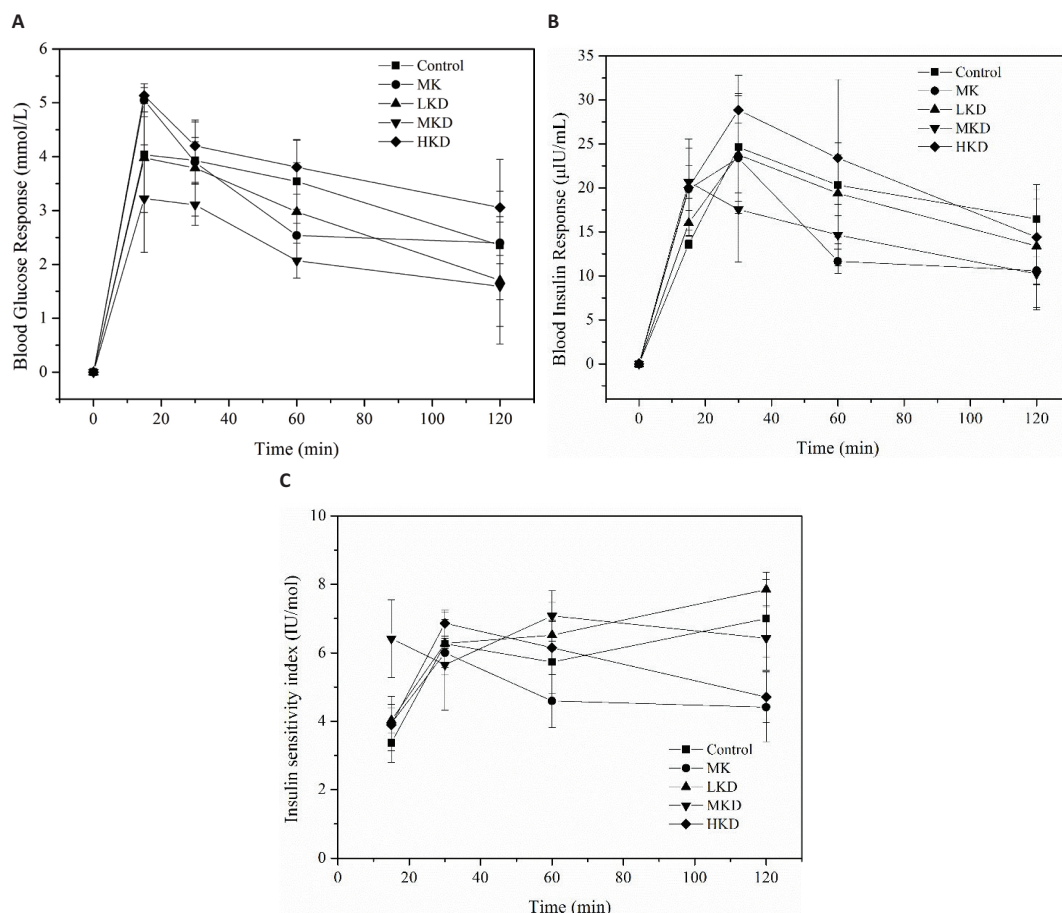 A
Blood Glucose Response (mmol/L)
6
5
4
3
2
1
0
0 20 40 60 80 100 120
Time (min)
Control
MK
LKD
MKD
HKD
B
Blood Insulin Response (μIU/mL)
35
30
25
20
15
10
5
0
0 20 40 60 80 100 120
Time (min)
Control
MK
LKD
MKD
HKD
C
Insulin sensitivity index (IU/mol)
10
8
6
4
2
0
0 20 40 60 80 100 120
Time (min)
Control
MK
LKD
MKD
HKD